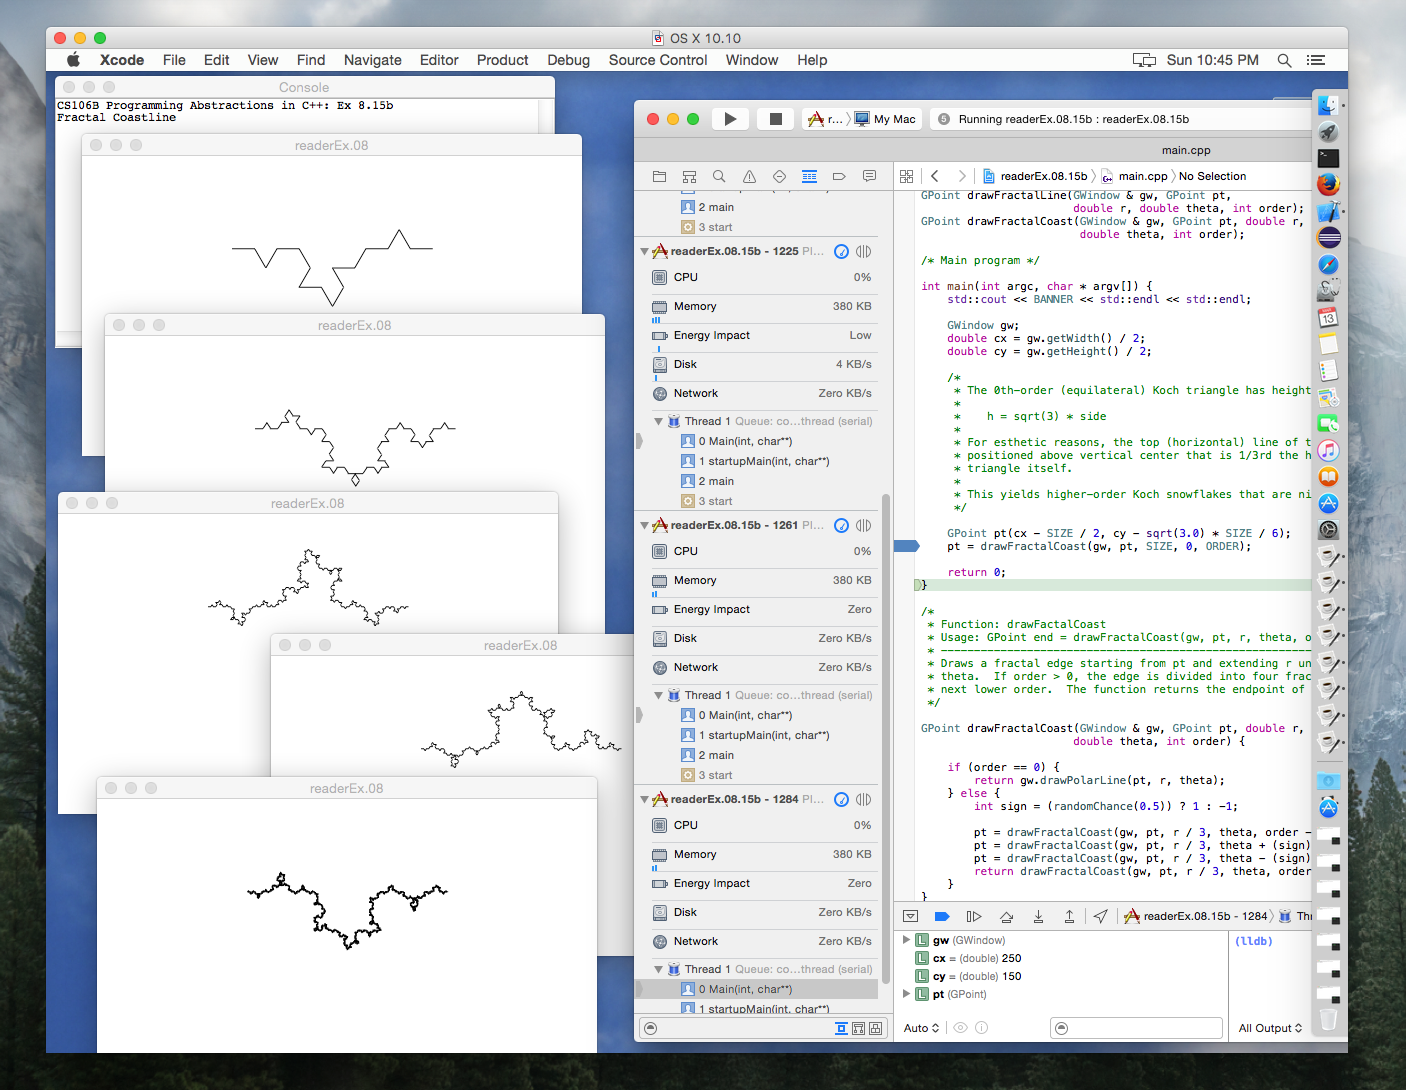 OS X 10.10
Xcode File Edit View Find Navigate Editor Product Debug Source Control Window Help Sun 10:45 PM
Console
CS106B Programming Abstractions in C++: Ex 8.15b
Fractal Coastline
readerEx.08
readerEx.08
readerEx.08
readerEx.08
readerEx.08
r... My Mac 5 Running readerEx.08.15b : readerEx.08.15b
main.cpp
readerEx.08.15b main.cpp No Selection
2 main
3 start
readerEx.08.15b - 1225 Pl...
CPU 0%
Memory 380 KB
Energy Impact Low
Disk 4 KB/s
Network Zero KB/s
Thread 1 Queue: co...thread (serial)
0 Main(int, char**)
1 startupMain(int, char**)
2 main
3 start
readerEx.08.15b - 1261 Pl...
CPU 0%
Memory 380 KB
Energy Impact Zero
Disk Zero KB/s
Network Zero KB/s
Thread 1 Queue: co...thread (serial)
0 Main(int, char**)
1 startupMain(int, char**)
2 main
3 start
readerEx.08.15b - 1284 Pl...
CPU 0%
Memory 380 KB
Energy Impact Zero
Disk Zero KB/s
Network Zero KB/s
Thread 1 Queue: co...thread (serial)
0 Main(int, char**)
1 startupMain(int, char**)
GPoint drawFractalLine(GWindow & gw, GPoint pt,
double r, double theta, int order);
GPoint drawFractalCoast(GWindow & gw, GPoint pt, double r,
double theta, int order);
/* Main program */
int main(int argc, char * argv[]) {
std::cout << BANNER << std::endl << std::endl;
GWindow gw;
double cx = gw.getWidth() / 2;
double cy = gw.getHeight() / 2;
/*
* The 0th-order (equilateral) Koch triangle has height
*
* h = sqrt(3) * side
*
* For esthetic reasons, the top (horizontal) line of t
* positioned above vertical center that is 1/3rd the h
* triangle itself.
*
* This yields higher-order Koch snowflakes that are ni
*/
GPoint pt(cx - SIZE / 2, cy - sqrt(3.0) * SIZE / 6);
pt = drawFractalCoast(gw, pt, SIZE, 0, ORDER);
return 0;
}
/*
* Function: drawFactalCoast
* Usage: GPoint end = drawFractalCoast(gw, pt, r, theta, o
* --------------------------------------------------------
* Draws a fractal edge starting from pt and extending r un
* theta. If order > 0, the edge is divided into four frac
* next lower order. The function returns the endpoint of
*/
GPoint drawFractalCoast(GWindow & gw, GPoint pt, double r,
double theta, int order) {
if (order == 0) {
return gw.drawPolarLine(pt, r, theta);
} else {
int sign = (randomChance(0.5)) ? 1 : -1;
pt = drawFractalCoast(gw, pt, r / 3, theta, order -
pt = drawFractalCoast(gw, pt, r / 3, theta + (sign)
pt = drawFractalCoast(gw, pt, r / 3, theta - (sign)
return drawFractalCoast(gw, pt, r / 3, theta, order
}
}
readerEx.08.15b - 1284 Thr
gw (GWindow)
cx = (double) 250
cy = (double) 150
pt (GPoint)
(lldb)
Auto
All Output
13